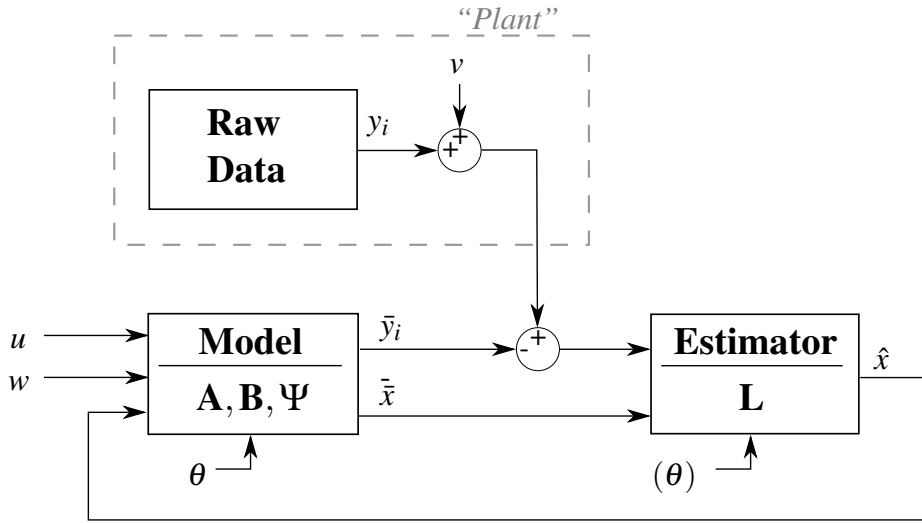 “Plant”
v
Raw
Data
y_i
+
+
u
w
Model
A, B, Ψ
θ
ȳ_i
x̄
-
+
Estimator
L
(θ)
x̂